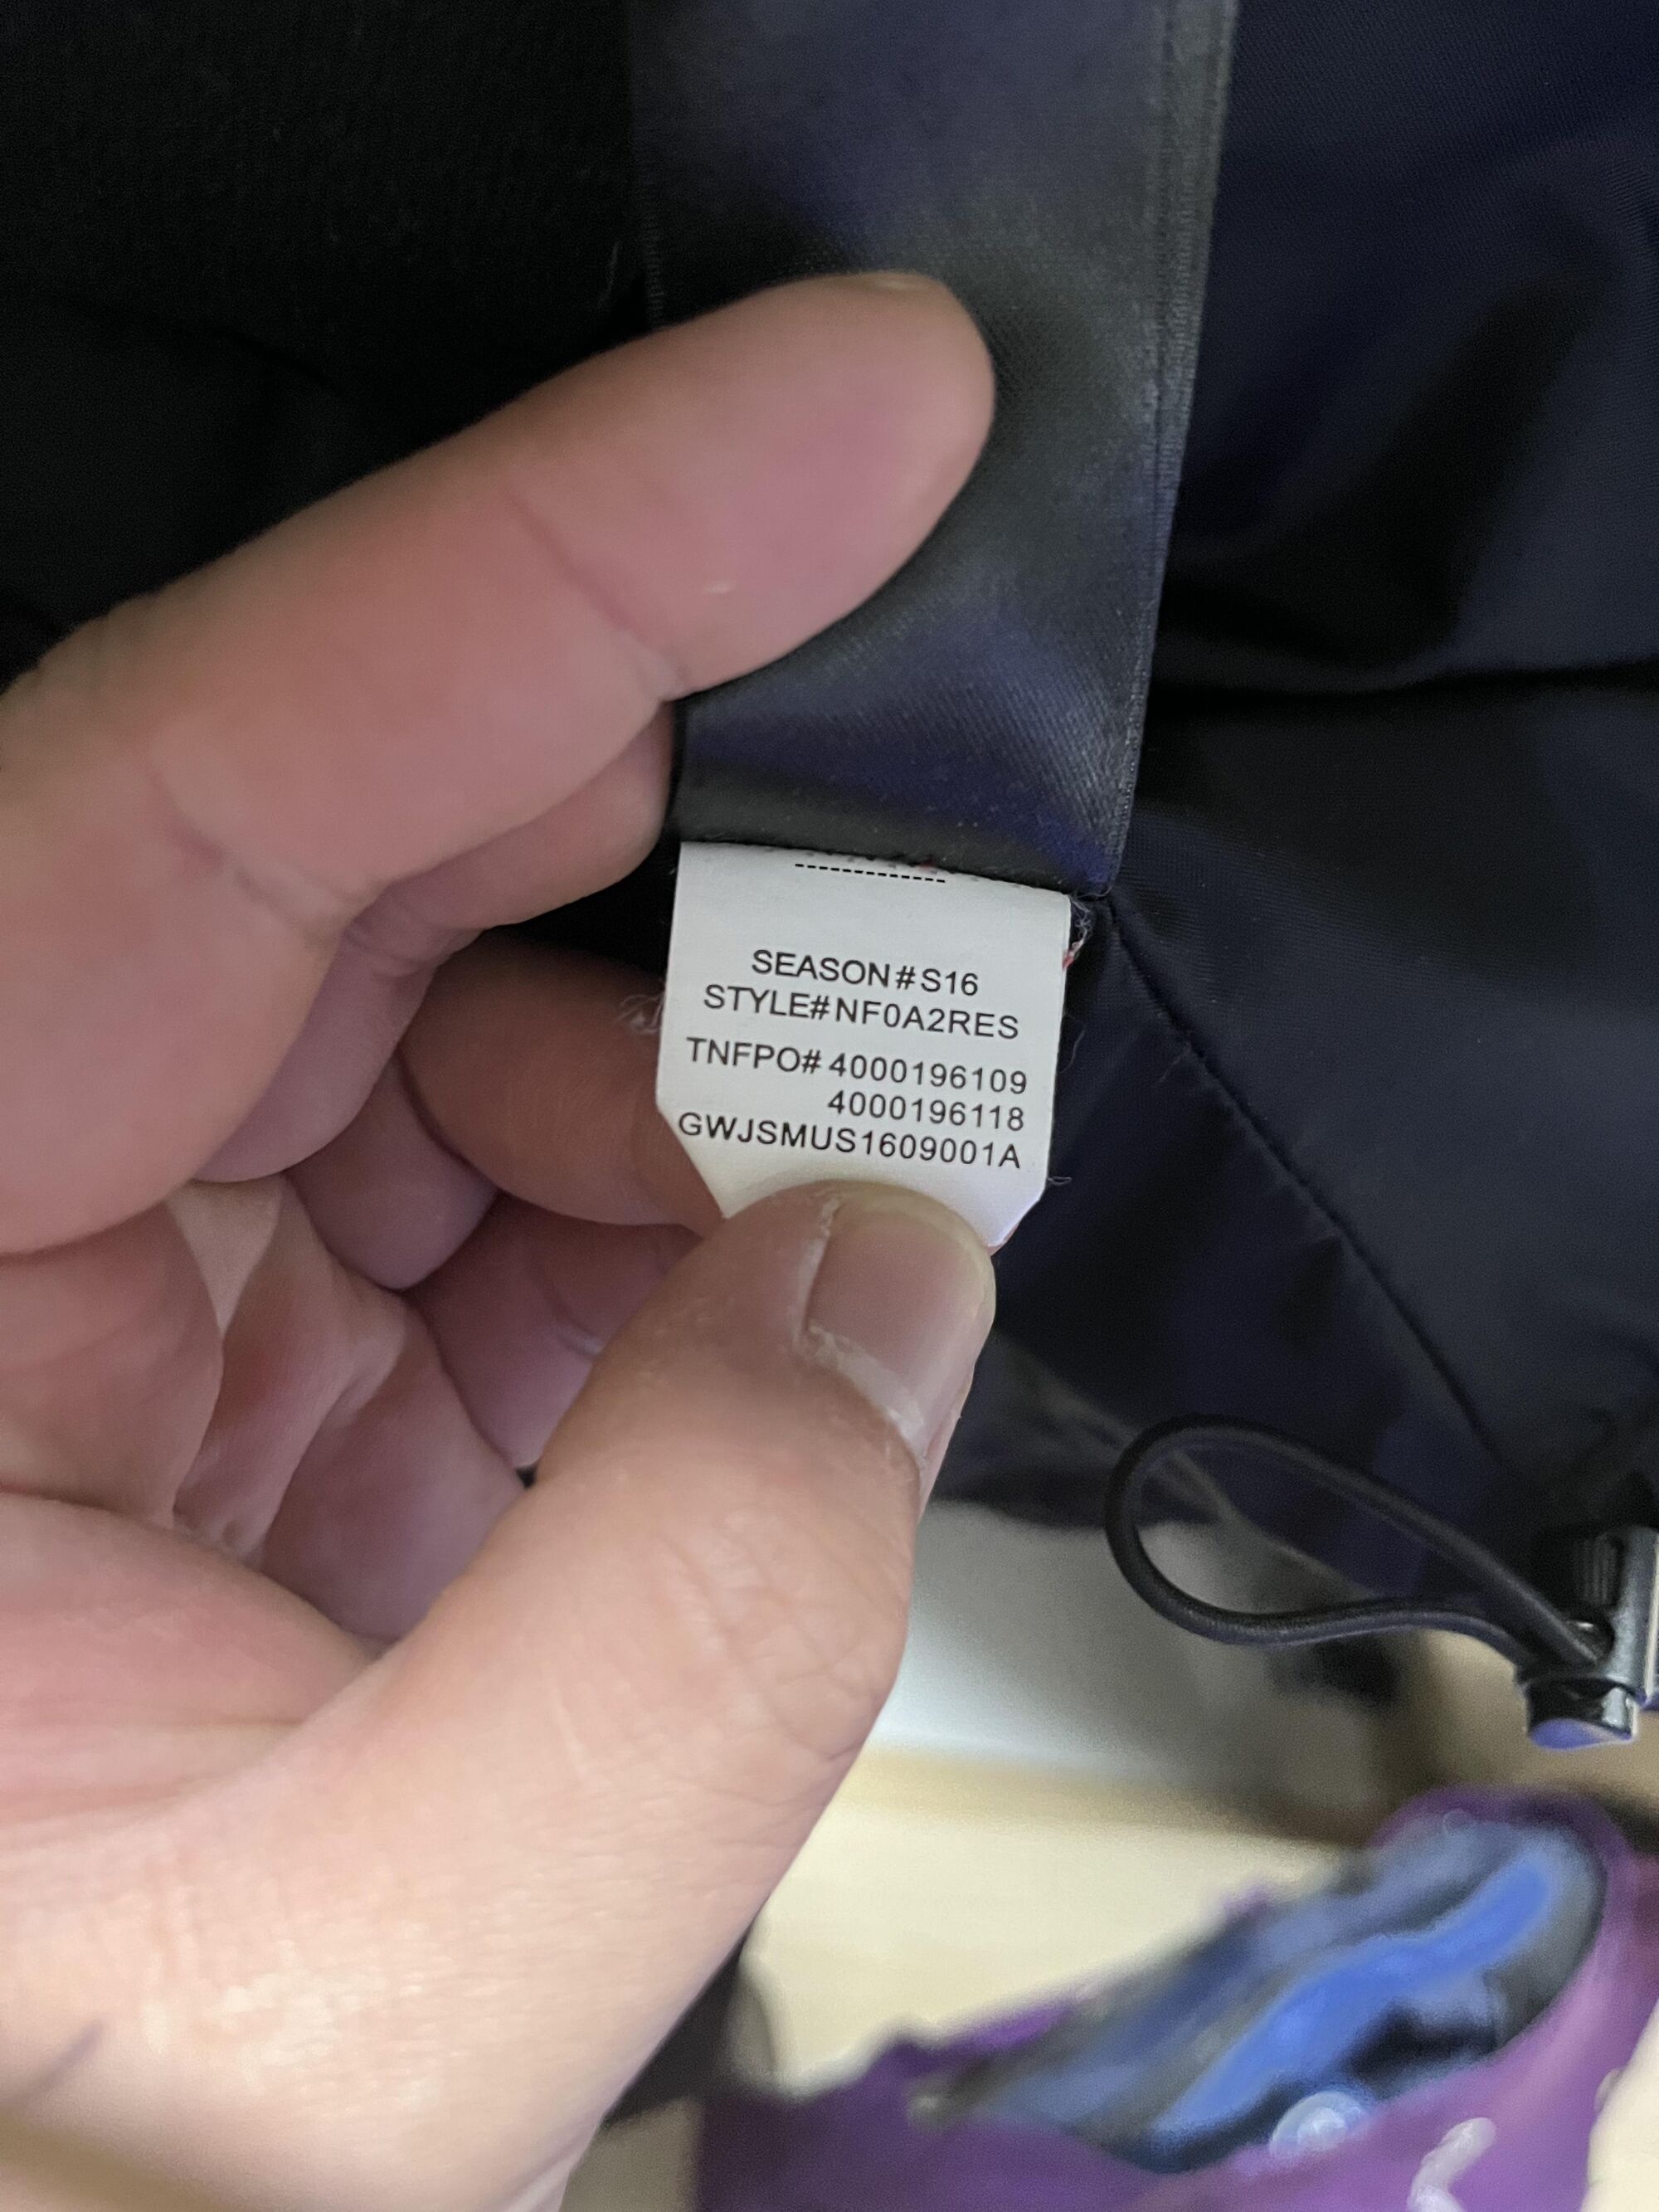 SEASON#S16
STYLE#NF0A2RES
TNFPO#4000196109
4000196118
GWJSMUS1609001A